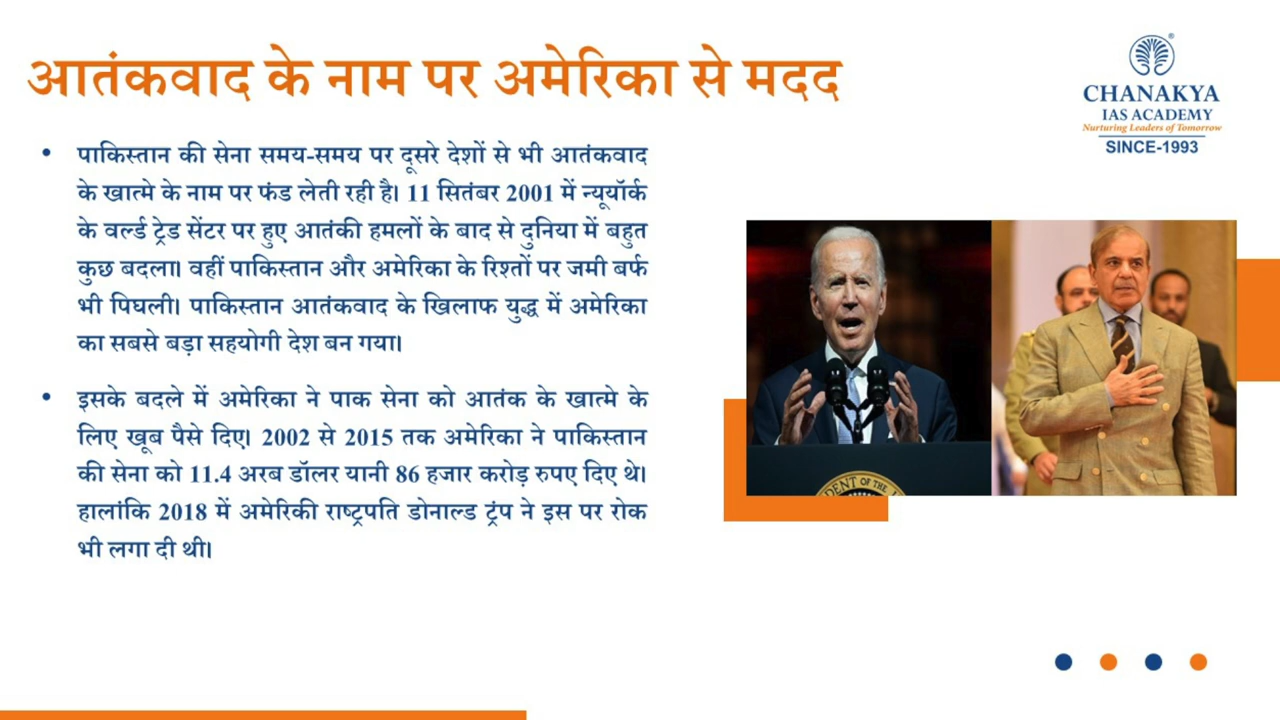 आतंकवाद के नाम पर अमेरिका से मदद
CHANAKYA
IAS ACADEMY
Nurturing Leaders of Tomorrow
SINCE-1993
• पाकिस्तान की सेना समय-समय पर दूसरे देशों से भी आतंकवाद
के खात्मे के नाम पर फंड लेती रही है। 11 सितंबर 2001 में न्यूयॉर्क
के वर्ल्ड ट्रेड सेंटर पर हुए आतंकी हमलों के बाद से दुनिया में बहुत
कुछ बदला। वहीं पाकिस्तान और अमेरिका के रिश्तों पर जमी बर्फ
भी पिघली। पाकिस्तान आतंकवाद के खिलाफ युद्ध में अमेरिका
का सबसे बड़ा सहयोगी देश बन गया।
• इसके बदले में अमेरिका ने पाक सेना को आतंक के खात्मे के
लिए खूब पैसे दिए। 2002 से 2015 तक अमेरिका ने पाकिस्तान
की सेना को 11.4 अरब डॉलर यानी 86 हजार करोड़ रुपए दिए थे।
हालांकि 2018 में अमेरिकी राष्ट्रपति डोनाल्ड ट्रंप ने इस पर रोक
भी लगा दी थी।
DENT OF THE